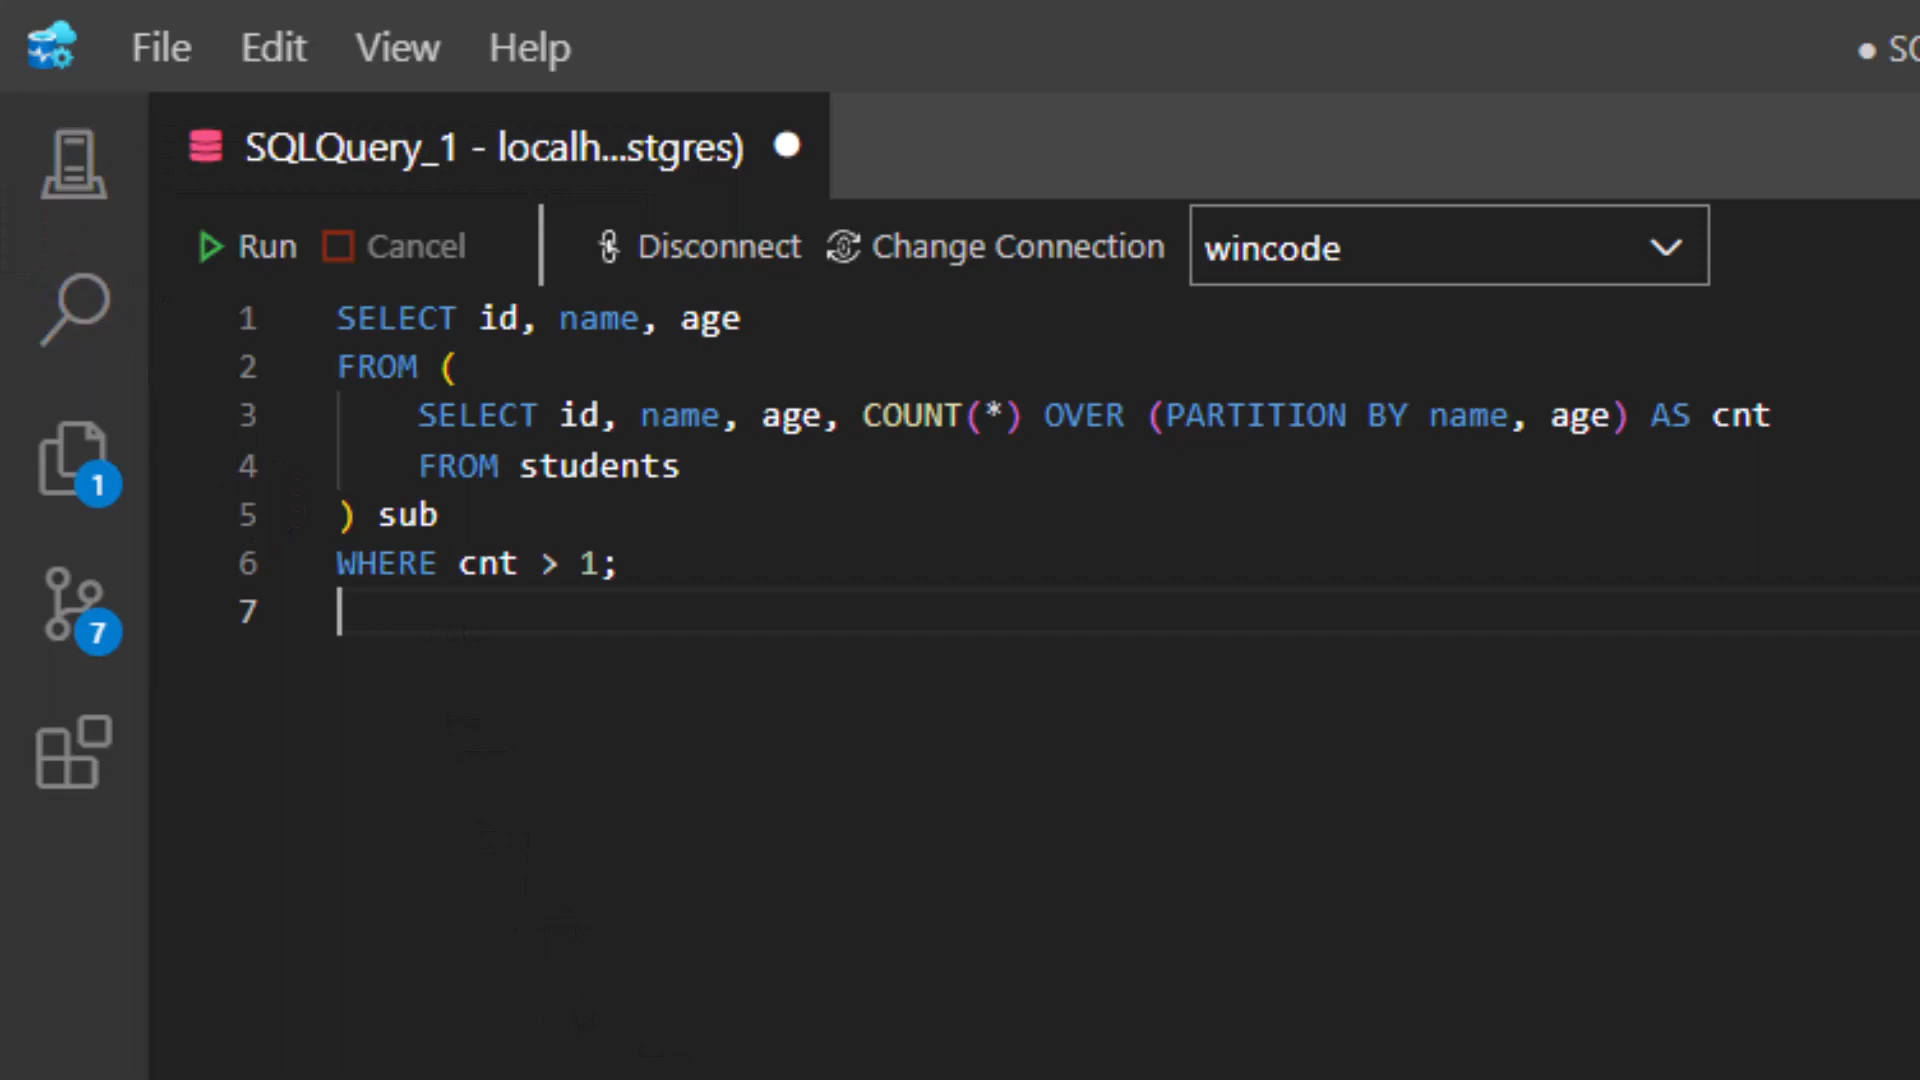 File Edit View Help
● SQ
SQLQuery_1 - localh...stgres) ●
Run Cancel Disconnect Change Connection wincode
1 SELECT id, name, age
2 FROM (
3 SELECT id, name, age, COUNT(*) OVER (PARTITION BY name, age) AS cnt
4 FROM students
5 ) sub
6 WHERE cnt > 1;
7
1
7